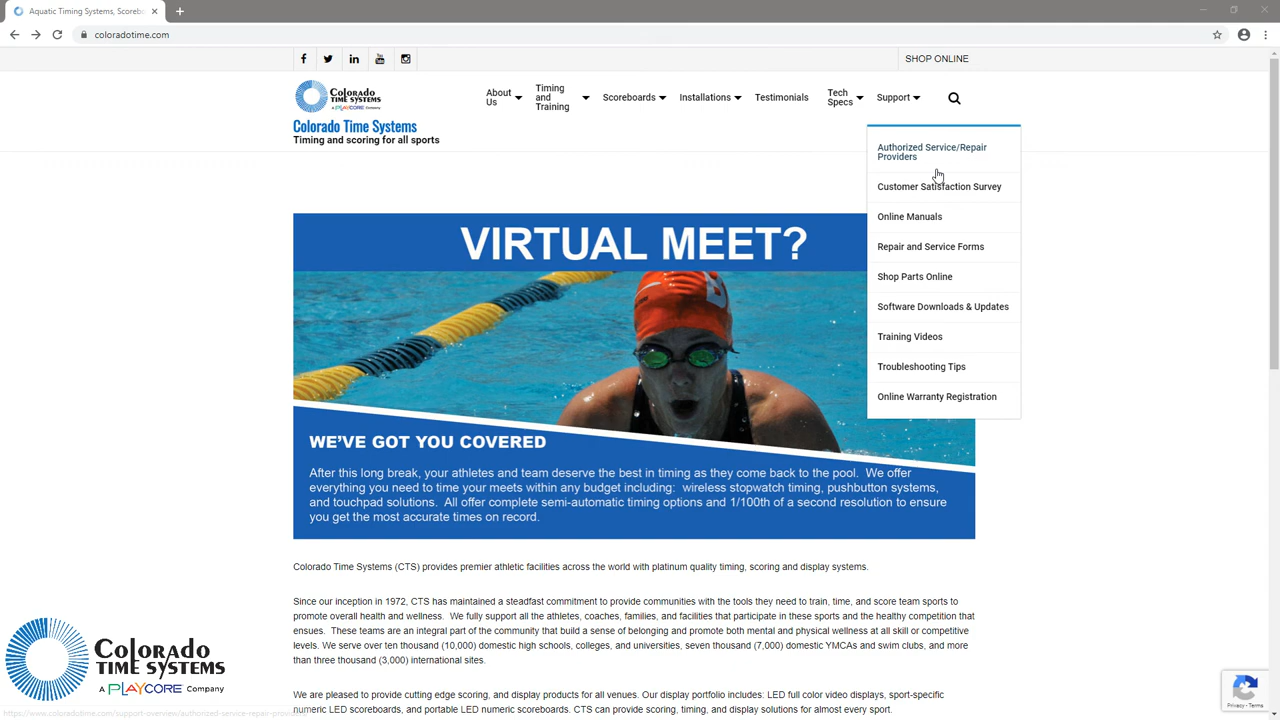 Aquatic Timing Systems, Scoreb
coloradotime.com
SHOP ONLINE
Colorado
TIME SYSTEMS
A PLAYCORE Company
Colorado Time Systems
Timing and scoring for all sports
About
Us
Timing
and
Training
Scoreboards
Installations
Testimonials
Tech
Specs
Support
Authorized Service/Repair
Providers
Customer Satisfaction Survey
Online Manuals
Repair and Service Forms
Shop Parts Online
Software Downloads & Updates
Training Videos
Troubleshooting Tips
Online Warranty Registration
VIRTUAL MEET?
WE'VE GOT YOU COVERED
After this long break, your athletes and team deserve the best in timing as they come back to the pool. We offer
everything you need to time your meets within any budget including: wireless stopwatch timing, pushbutton systems,
and touchpad solutions. All offer complete semi-automatic timing options and 1/100th of a second resolution to ensure
you get the most accurate times on record.
Colorado Time Systems (CTS) provides premier athletic facilities across the world with platinum quality timing, scoring and display systems.
Since our inception in 1972, CTS has maintained a steadfast commitment to provide communities with the tools they need to train, time, and score team sports to
promote overall health and wellness. We fully support all the athletes, coaches, families, and facilities that participate in these sports and the healthy competition that
ensues. These teams are an integral part of the community that build a sense of belonging and promote both mental and physical wellness at all skill or competitive
levels. We serve over ten thousand (10,000) domestic high schools, colleges, and universities, seven thousand (7,000) domestic YMCAs and swim clubs, and more
than three thousand (3,000) international sites.
We are pleased to provide cutting edge scoring, and display products for all venues. Our display portfolio includes: LED full color video displays, sport-specific
numeric LED scoreboards, and portable LED numeric scoreboards. CTS can provide scoring, timing, and display solutions for almost every sport.
Colorado
TIME SYSTEMS
A PLAYCORE Company
https://www.coloradotime.com/support-overview/authorized-service-repair-providers
Privacy - Terms